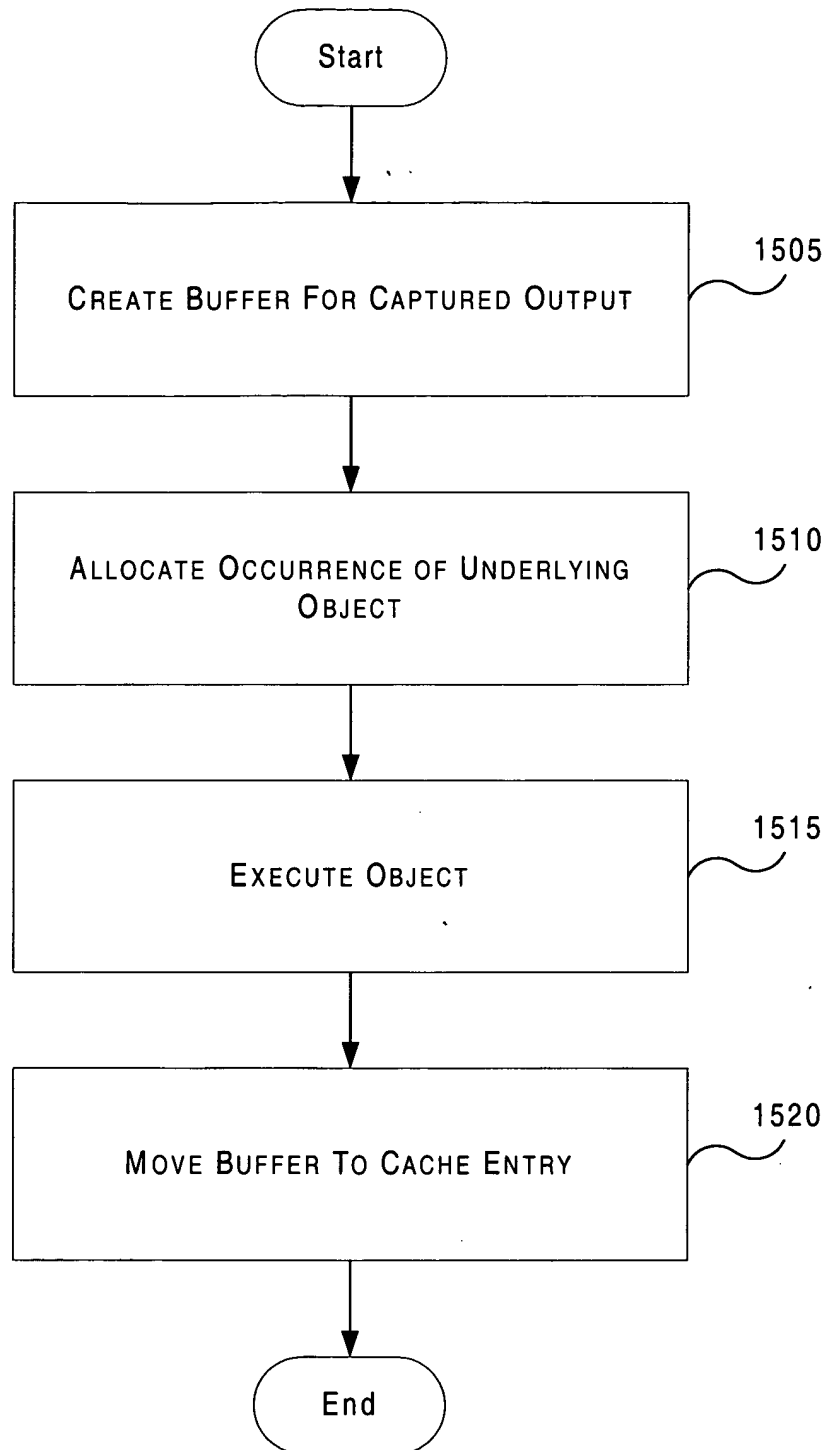 Start
CREATE BUFFER FOR CAPTURED OUTPUT
1505
ALLOCATE OCCURRENCE OF UNDERLYING
OBJECT
1510
EXECUTE OBJECT
1515
MOVE BUFFER TO CACHE ENTRY
1520
End